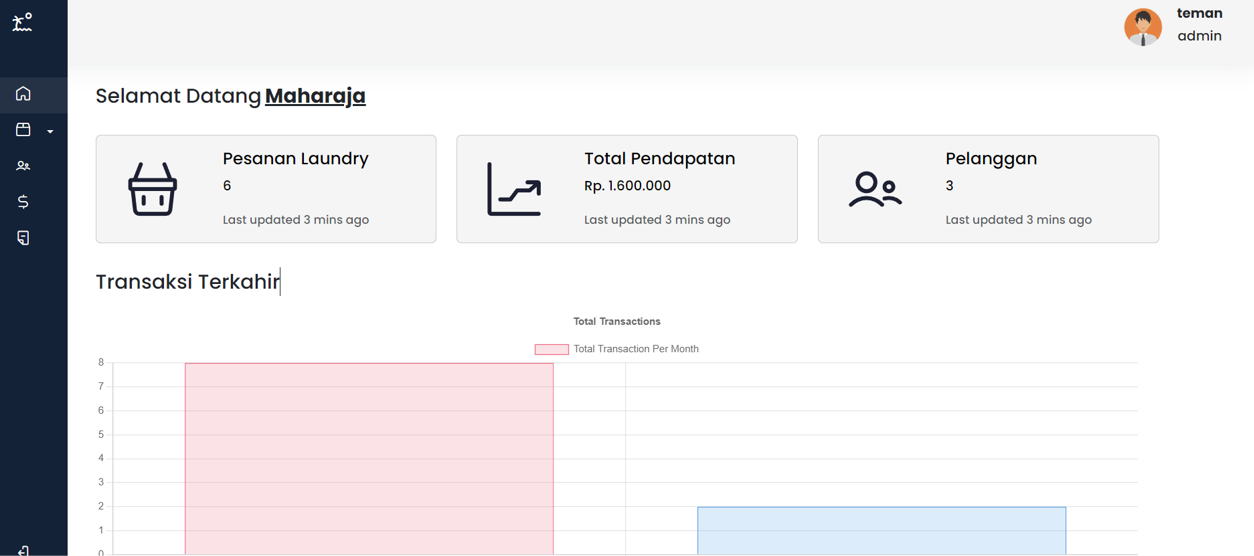 teman
admin
Selamat Datang Maharaja
Pesanan Laundry
6
Last updated 3 mins ago
Total Pendapatan
Rp. 1.600.000
Last updated 3 mins ago
Pelanggan
3
Last updated 3 mins ago
Transaksi Terkahir
Total Transactions
Total Transaction Per Month
8
7
6
5
4
3
2
1
0